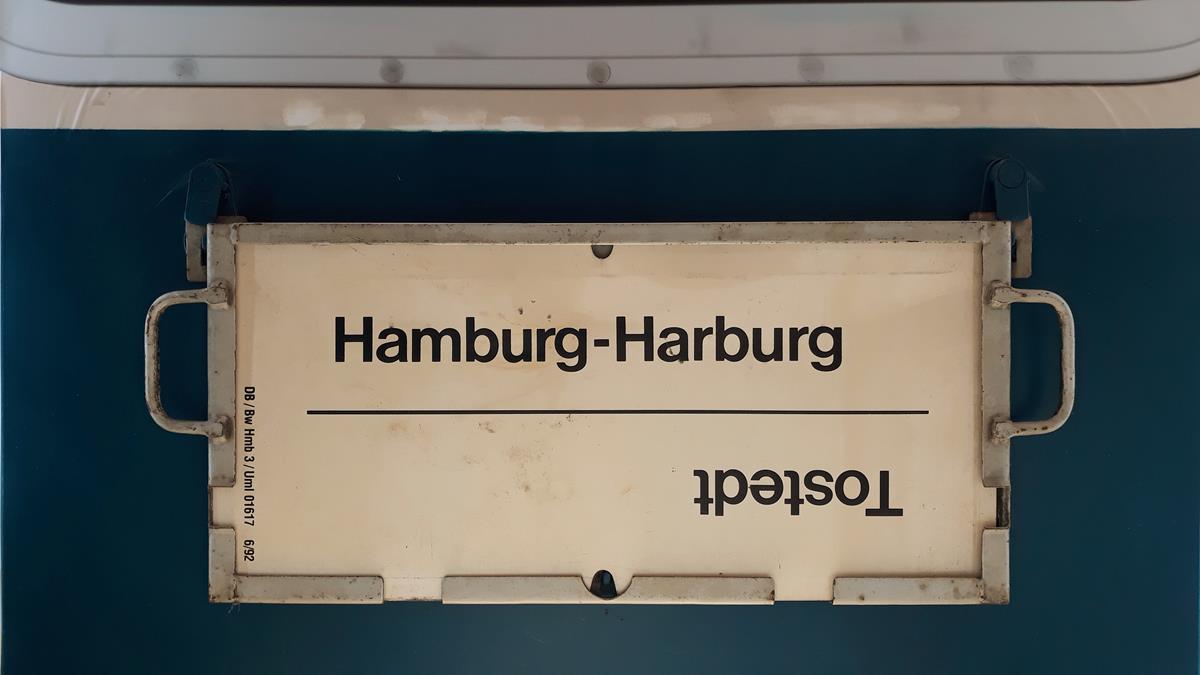 Hamburg-Harburg
Tostedt
DB / Bw Hmb 3 / Uml 01617 6/92